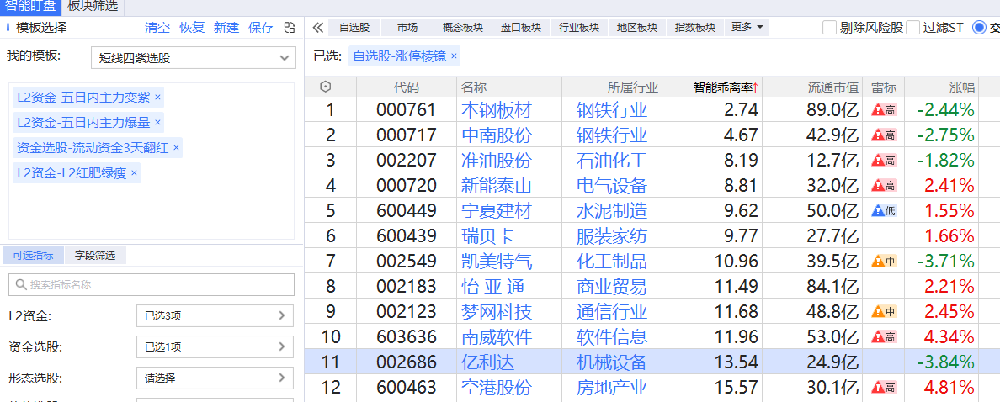 智能盯盘 板块筛选
模板选择 清空 恢复 新建 保存
我的模板: 短线四紫选股
L2资金-五日内主力变紫 ×
L2资金-五日内主力爆量 ×
资金选股-流动资金3天翻红 ×
L2资金-L2红肥绿瘦 ×
可选指标 字段筛选
搜索指标名称
L2资金: 已选3项
资金选股: 已选1项
形态选股: 请选择
自选股 市场 概念板块 盘口板块 行业板块 地区板块 指数板块 更多 剔除风险股 过滤ST
已选: 自选股-涨停棱镜 ×
代码 名称 所属行业 智能乖离率↑ 流通市值 雷标 涨幅
1 000761 本钢板材 钢铁行业 2.74 89.0亿 高 -2.44%
2 000717 中南股份 钢铁行业 4.67 42.9亿 高 -2.75%
3 002207 准油股份 石油化工 8.19 12.7亿 高 -1.82%
4 000720 新能泰山 电气设备 8.81 32.0亿 高 2.41%
5 600449 宁夏建材 水泥制造 9.62 50.0亿 低 1.55%
6 600439 瑞贝卡 服装家纺 9.77 27.7亿 1.66%
7 002549 凯美特气 化工制品 10.96 39.5亿 中 -3.71%
8 002183 怡 亚 通 商业贸易 11.49 84.1亿 2.21%
9 002123 梦网科技 通信行业 11.68 48.8亿 中 2.45%
10 603636 南威软件 软件信息 11.96 53.0亿 高 4.34%
11 002686 亿利达 机械设备 13.54 24.9亿 -3.84%
12 600463 空港股份 房地产业 15.57 30.1亿 高 4.81%